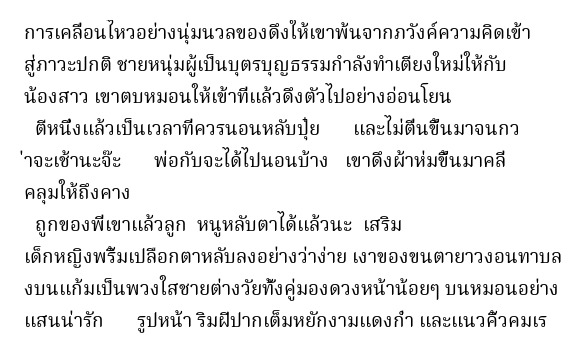 การเคลื่อนไหวอย่างนุ่มนวลของดึงให้เขาพ้นจากภวังค์ความคิดเข้า
สู่ภาวะปกติ ชายหนุ่มผู้เป็นบุตรบุญธรรมกำลังทำเตียงใหม่ให้กับ
น้องสาว เขาตบหมอนให้เข้าที่แล้วดึงตัวไปอย่างอ่อนโยน
ตีหนึ่งแล้วเป็นเวลาที่ควรนอนหลับปุ๋ย และไม่ตื่นขึ้นมาจนกว
่าจะเช้านะจ๊ะ พ่อกับจะได้ไปนอนบ้าง เขาดึงผ้าห่มขึ้นมาคลี่
คลุมให้ถึงคาง
ถูกของพี่เขาแล้วลูก หนูหลับตาได้แล้วนะ เสริม
เด็กหญิงพริ้มเปลือกตาหลับลงอย่างว่าง่าย เงาของขนตายาวงอนทาบล
งบนแก้มเป็นพวงใสชายต่างวัยทั้งคู่มองดวงหน้าน้อยๆ บนหมอนอย่าง
แสนน่ารัก รูปหน้า ริมฝีปากเต็มหยักงามแดงก่ำ และแนวคิ้วคมเร